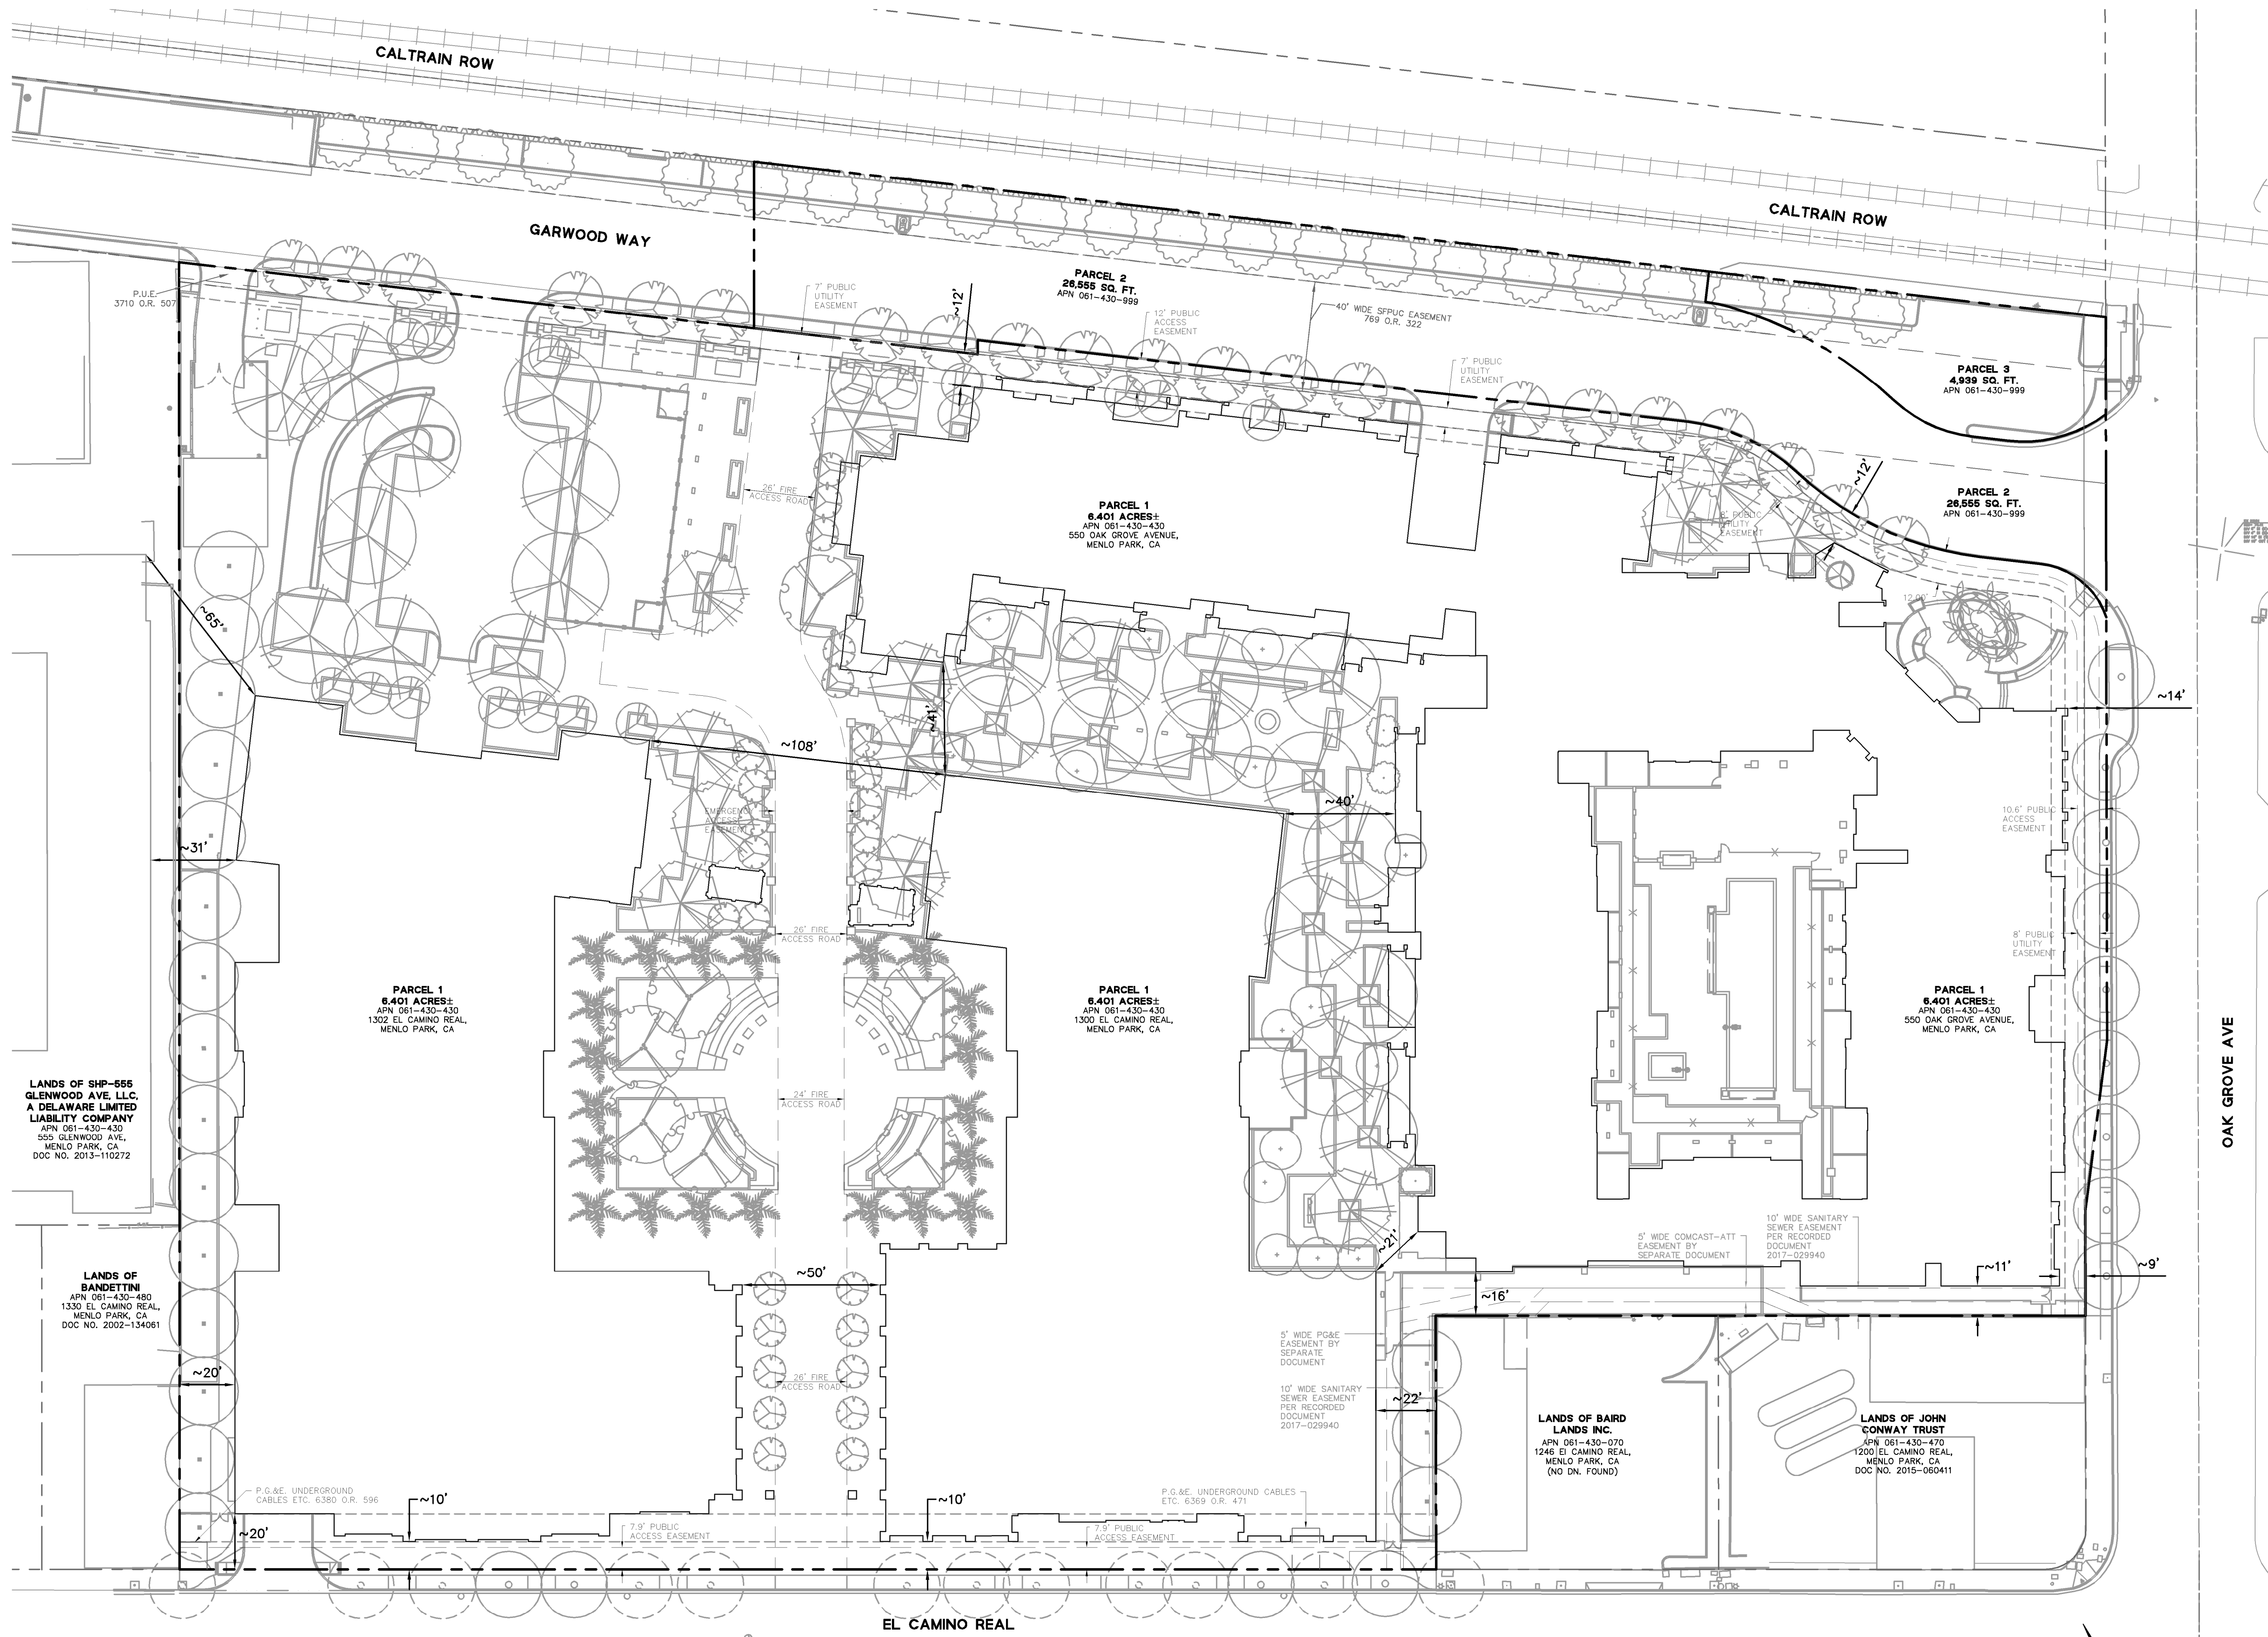 CALTRAIN ROW
CALTRAIN ROW
GARWOOD WAY
P.U.E.
3710 O.R. 507
7' PUBLIC
UTILITY
EASEMENT
~12'
PARCEL 2
26,555 SQ. FT.
APN 061-430-999
12' PUBLIC
ACCESS
EASEMENT
40' WIDE SFPUC EASEMENT
769 O.R. 322
7' PUBLIC
UTILITY
EASEMENT
PARCEL 3
4,939 SQ. FT.
APN 061-430-999
26' FIRE
ACCESS ROAD
PARCEL 1
6.401 ACRES±
APN 061-430-430
550 OAK GROVE AVENUE,
MENLO PARK, CA
~12'
8' PUBLIC
UTILITY
EASEMENT
PARCEL 2
26,555 SQ. FT.
APN 061-430-999
12.00'
~65'
~41'
~108'
~14'
EMERGENCY
ACCESS
EASEMENT
~40'
10.6' PUBLIC
ACCESS
EASEMENT
~31'
26' FIRE
ACCESS ROAD
8' PUBLIC
UTILITY
EASEMENT
PARCEL 1
6.401 ACRES±
APN 061-430-430
1302 EL CAMINO REAL,
MENLO PARK, CA
PARCEL 1
6.401 ACRES±
APN 061-430-430
1300 EL CAMINO REAL,
MENLO PARK, CA
PARCEL 1
6.401 ACRES±
APN 061-430-430
550 OAK GROVE AVENUE,
MENLO PARK, CA
OAK GROVE AVE
LANDS OF SHP-555
GLENWOOD AVE, LLC,
A DELAWARE LIMITED
LIABILITY COMPANY
APN 061-430-430
555 GLENWOOD AVE,
MENLO PARK, CA
DOC NO. 2013-110272
24' FIRE
ACCESS ROAD
LANDS OF
BANDETTINI
APN 061-430-480
1330 EL CAMINO REAL,
MENLO PARK, CA
DOC NO. 2002-134061
~50'
~21'
5' WIDE COMCAST-ATT
EASEMENT BY
SEPARATE DOCUMENT
10' WIDE SANITARY
SEWER EASEMENT
PER RECORDED
DOCUMENT
2017-029940
~11'
~9'
~16'
5' WIDE PG&E
EASEMENT BY
SEPARATE
DOCUMENT
~20'
26' FIRE
ACCESS ROAD
10' WIDE SANITARY
SEWER EASEMENT
PER RECORDED
DOCUMENT
2017-029940
~22'
LANDS OF BAIRD
LANDS INC.
APN 061-430-070
1246 El CAMINO REAL,
MENLO PARK, CA
(NO DN. FOUND)
LANDS OF JOHN
CONWAY TRUST
APN 061-430-470
1200 EL CAMINO REAL,
MENLO PARK, CA
DOC NO. 2015-060411
P.G.&E. UNDERGROUND
CABLES ETC. 6380 O.R. 596
~10'
~10'
P.G.&E. UNDERGROUND CABLES
ETC. 6369 O.R. 471
~20'
7.9' PUBLIC
ACCESS EASEMENT
7.9' PUBLIC
ACCESS EASEMENT
EL CAMINO REAL